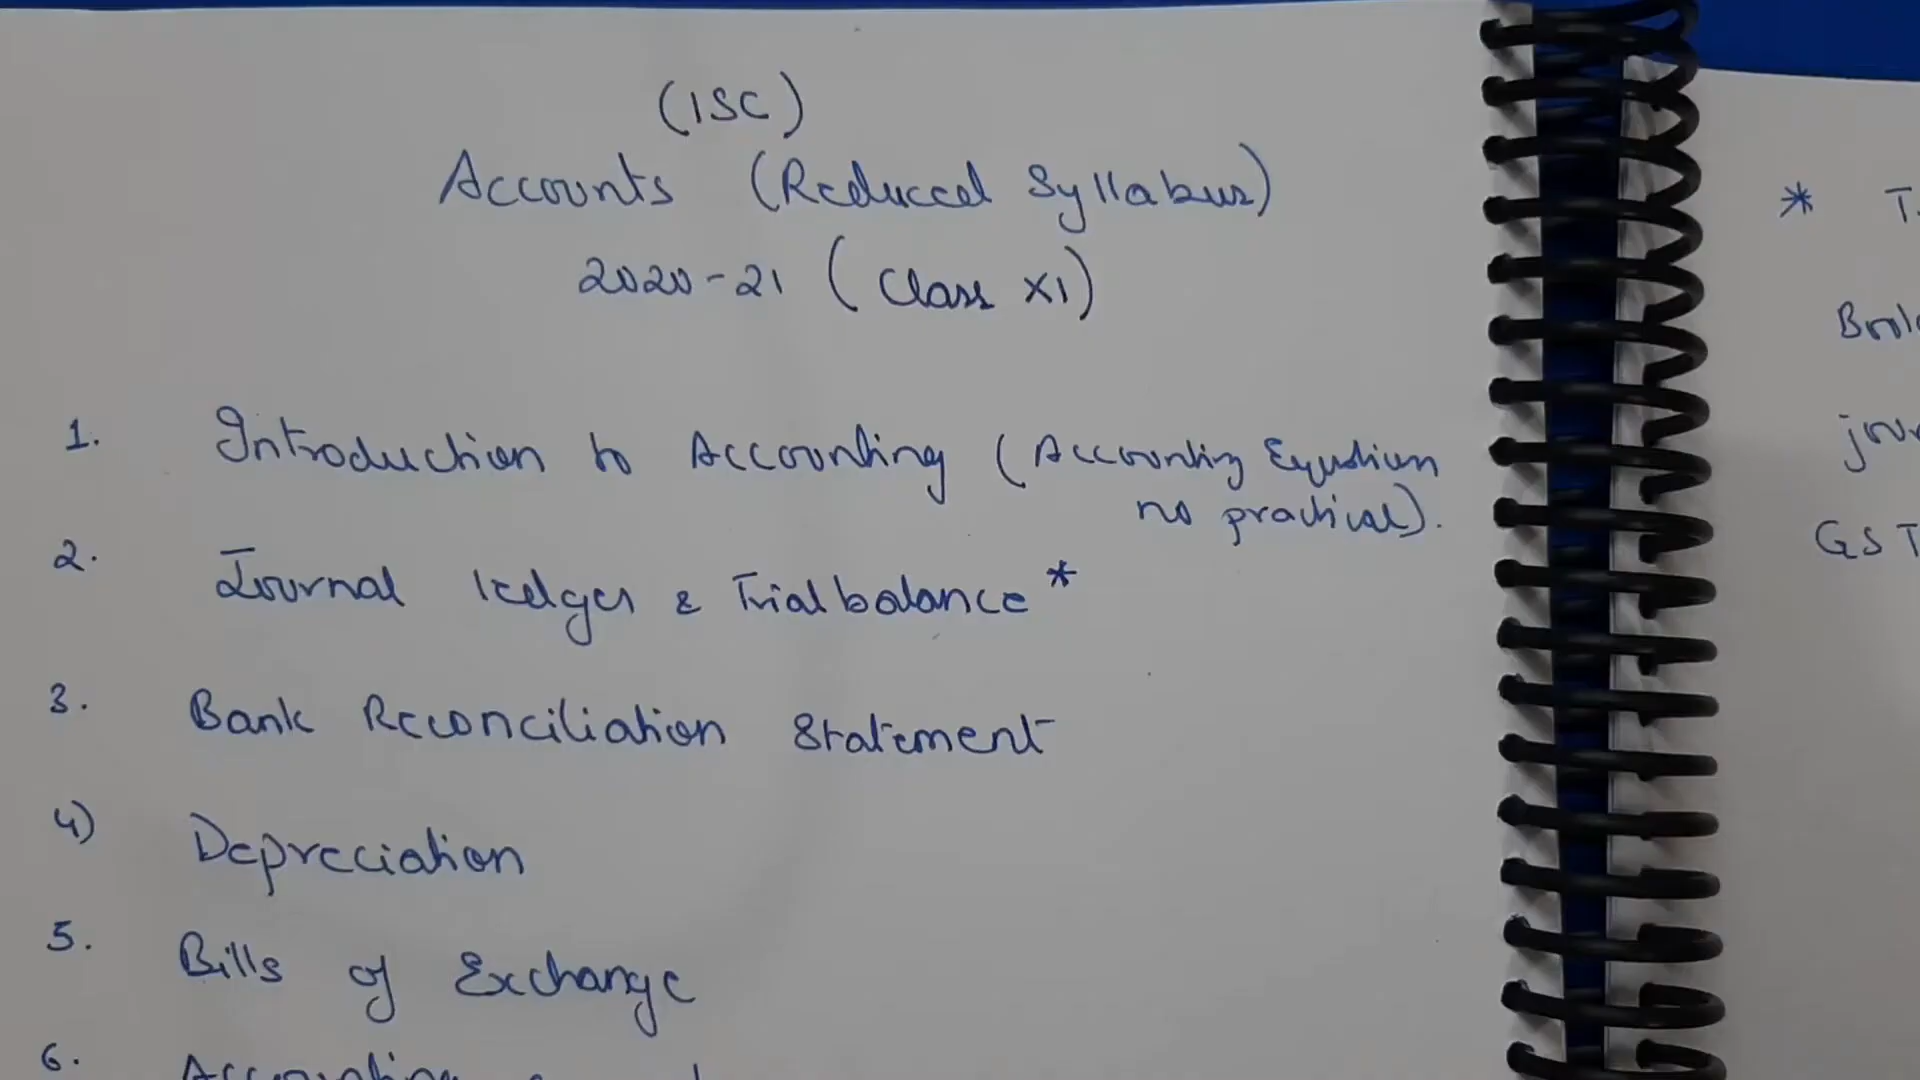 (ISC)
Accounts (Reduced Syllabus)
2020-21 (Class XI)
1. Introduction to Accounting (Accounting Equation
no practical).
2. Journal ledger & Trial balance *
3. Bank Reconciliation Statement
4) Depreciation
5. Bills of Exchange
6. Accounting
*
GST